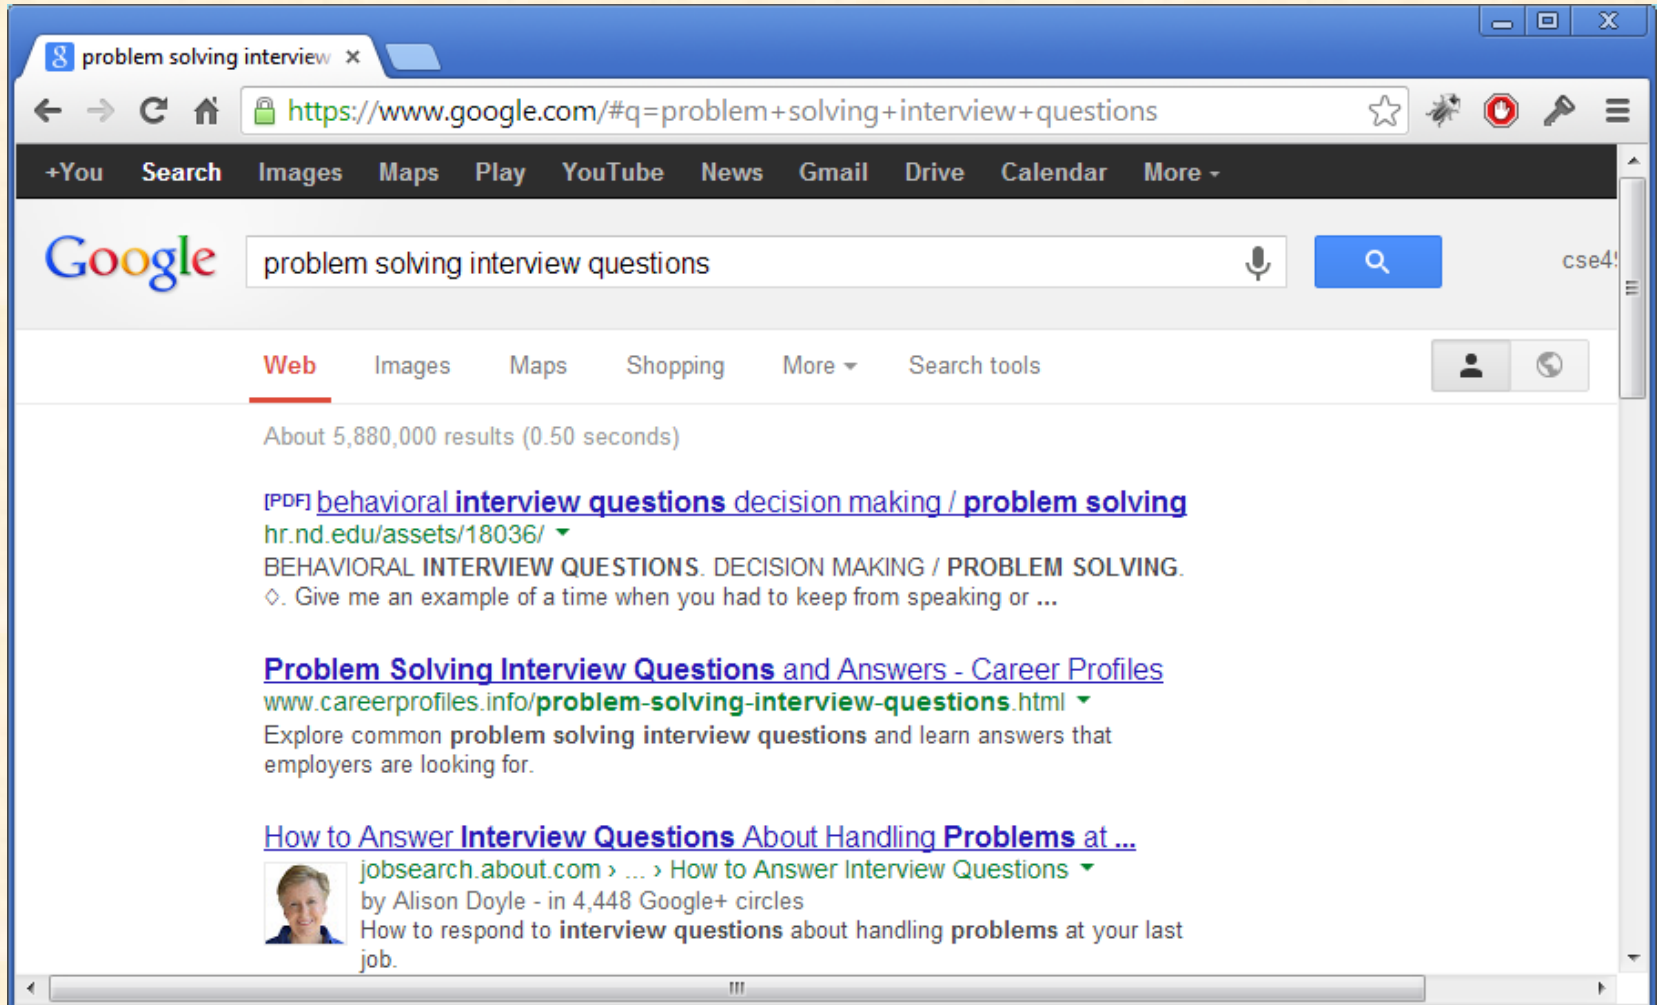 problem solving interview
https://www.google.com/#q=problem+solving+interview+questions
+You Search Images Maps Play YouTube News Gmail Drive Calendar More
Google problem solving interview questions
Web Images Maps Shopping More Search tools
About 5,880,000 results (0.50 seconds)
[PDF] behavioral interview questions decision making / problem solving
hr.nd.edu/assets/18036/
BEHAVIORAL INTERVIEW QUESTIONS. DECISION MAKING / PROBLEM SOLVING.
◊. Give me an example of a time when you had to keep from speaking or ...
Problem Solving Interview Questions and Answers - Career Profiles
www.careerprofiles.info/problem-solving-interview-questions.html
Explore common problem solving interview questions and learn answers that
employers are looking for.
How to Answer Interview Questions About Handling Problems at ...
jobsearch.about.com › ... › How to Answer Interview Questions
by Alison Doyle - in 4,448 Google+ circles
How to respond to interview questions about handling problems at your last
job.